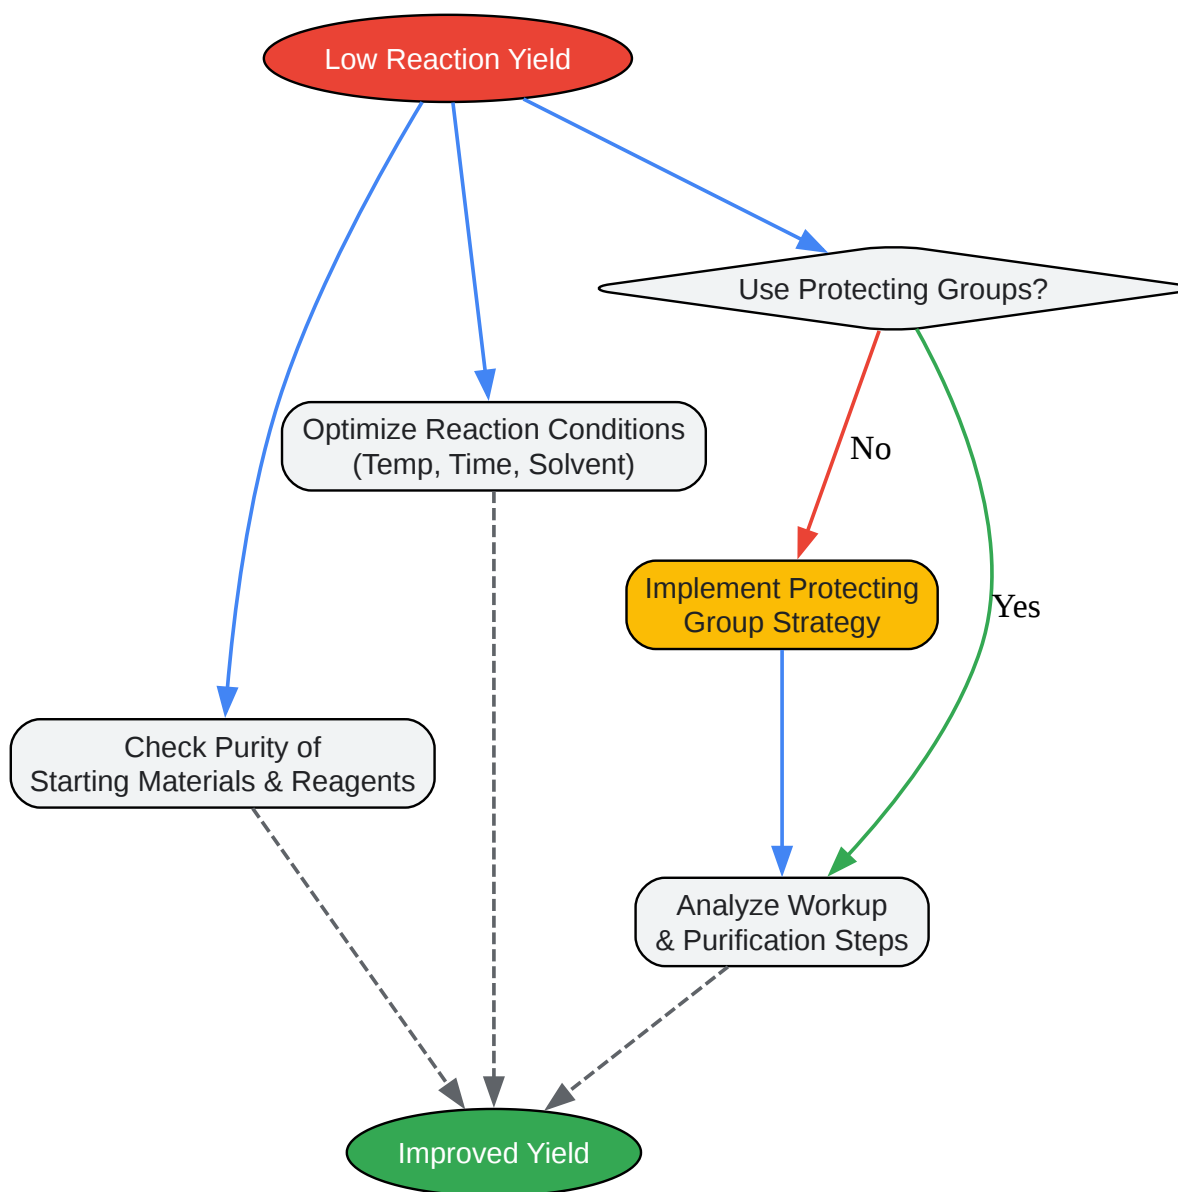 Low Reaction Yield
Use Protecting Groups?
Optimize Reaction Conditions
(Temp, Time, Solvent)
No
Implement Protecting
Group Strategy
Yes
Check Purity of
Starting Materials & Reagents
Analyze Workup
& Purification Steps
Improved Yield